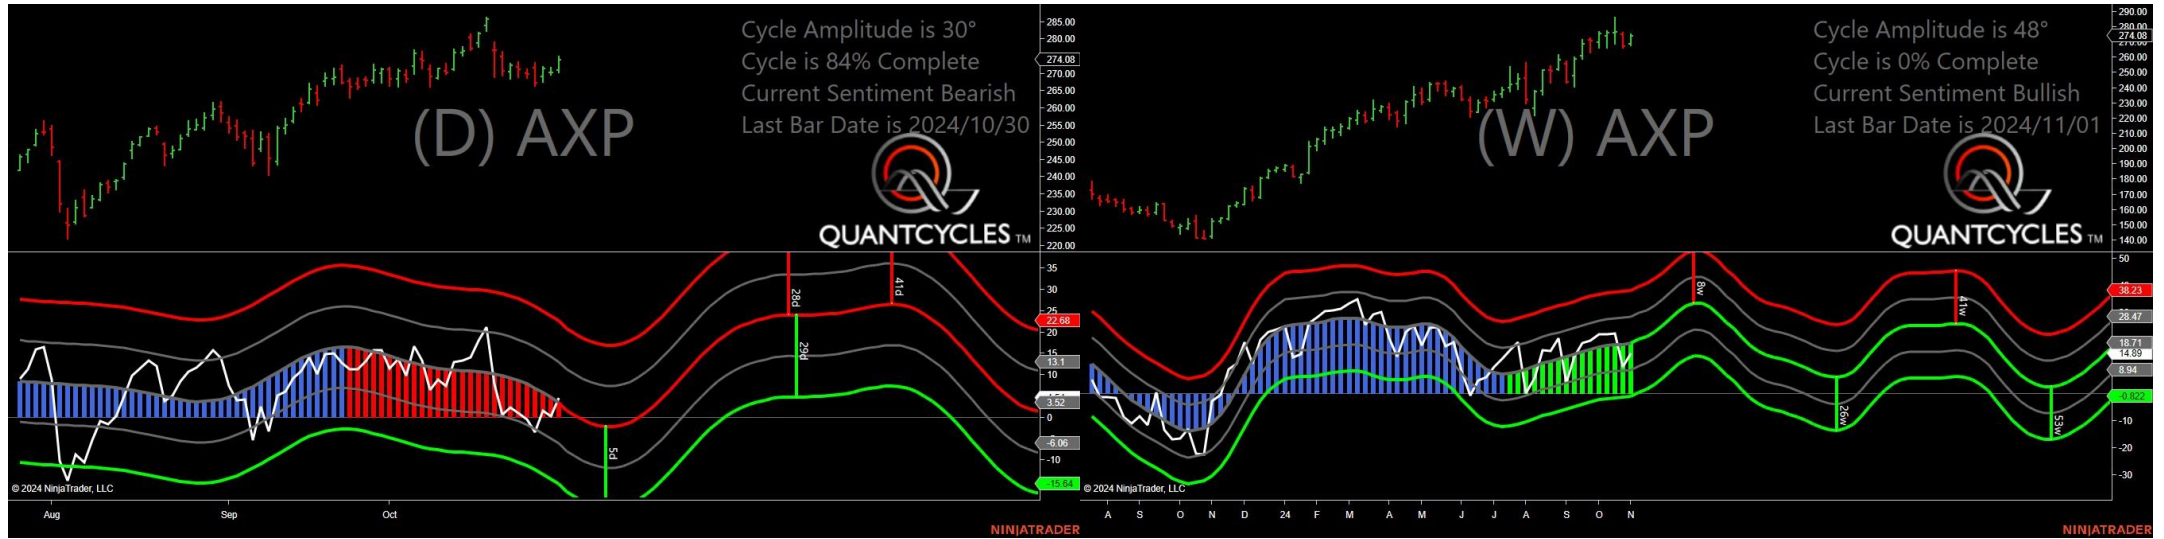 Cycle Amplitude is 30°
Cycle is 84% Complete
Current Sentiment Bearish
Last Bar Date is 2024/10/30
(D) AXP
QUANTCYCLES TM
285.00
280.00
274.08
270.00
265.00
260.00
255.00
250.00
245.00
240.00
235.00
230.00
225.00
220.00
35
30
25
22.68
20
15
13.1
10
3.52
0
-6.06
-10
-15.64
28d
41d
29d
5d
© 2024 NinjaTrader, LLC
Aug
Sep
Oct
NINJATRADER
Cycle Amplitude is 48°
Cycle is 0% Complete
Current Sentiment Bullish
Last Bar Date is 2024/11/01
(W) AXP
QUANTCYCLES TM
290.00
280.00
274.08
260.00
250.00
240.00
230.00
220.00
210.00
200.00
190.00
180.00
170.00
160.00
150.00
140.00
50
38.23
28.47
18.71
14.89
8.94
-0.822
-10
-20
-30
8w
41w
26w
53w
© 2024 NinjaTrader, LLC
A S O N D 24 F M A M J J A S O N
NINJATRADER